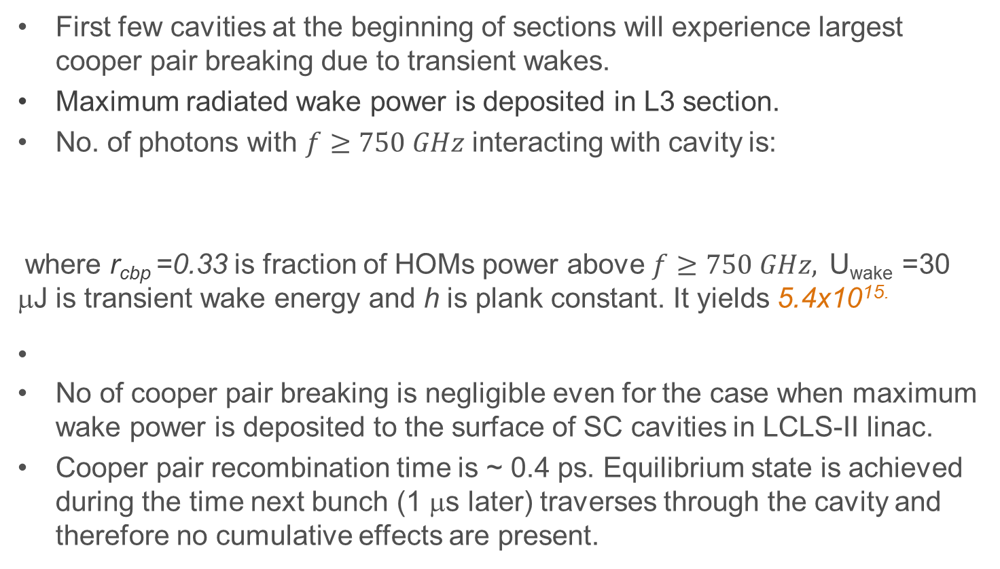 • First few cavities at the beginning of sections will experience largest
cooper pair breaking due to transient wakes.
• Maximum radiated wake power is deposited in L3 section.
• No. of photons with f ≥ 750 GHz interacting with cavity is:
where r_cbp =0.33 is fraction of HOMs power above f ≥ 750 GHz, U_wake =30
μJ is transient wake energy and h is plank constant. It yields 5.4x10^15.
•
• No of cooper pair breaking is negligible even for the case when maximum
wake power is deposited to the surface of SC cavities in LCLS-II linac.
• Cooper pair recombination time is ~ 0.4 ps. Equilibrium state is achieved
during the time next bunch (1 μs later) traverses through the cavity and
therefore no cumulative effects are present.